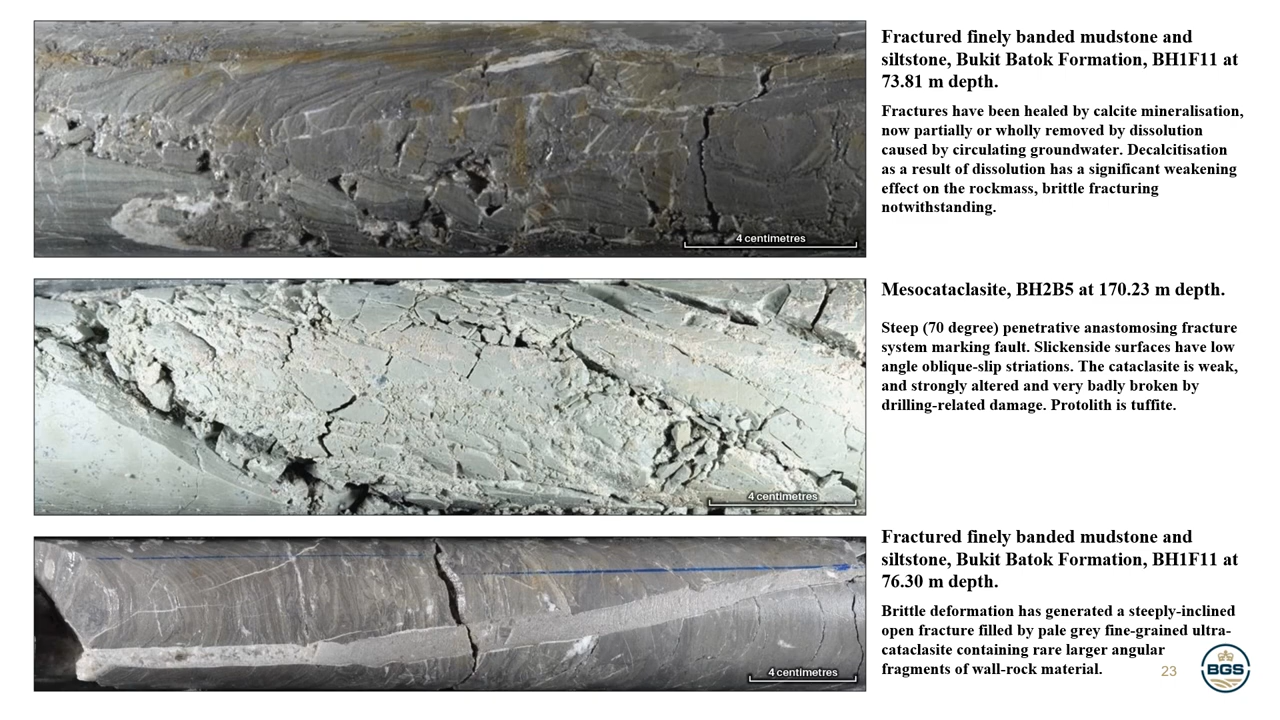 Fractured finely banded mudstone and
siltstone, Bukit Batok Formation, BH1F11 at
73.81 m depth.
Fractures have been healed by calcite mineralisation,
now partially or wholly removed by dissolution
caused by circulating groundwater. Decalcitisation
as a result of dissolution has a significant weakening
effect on the rockmass, brittle fracturing
notwithstanding.
4 centimetres
Mesocataclasite, BH2B5 at 170.23 m depth.
Steep (70 degree) penetrative anastomosing fracture
system marking fault. Slickenside surfaces have low
angle oblique-slip striations. The cataclasite is weak,
and strongly altered and very badly broken by
drilling-related damage. Protolith is tuffite.
4 centimetres
Fractured finely banded mudstone and
siltstone, Bukit Batok Formation, BH1F11 at
76.30 m depth.
Brittle deformation has generated a steeply-inclined
open fracture filled by pale grey fine-grained ultra-
cataclasite containing rare larger angular
fragments of wall-rock material.
4 centimetres
23
BGS